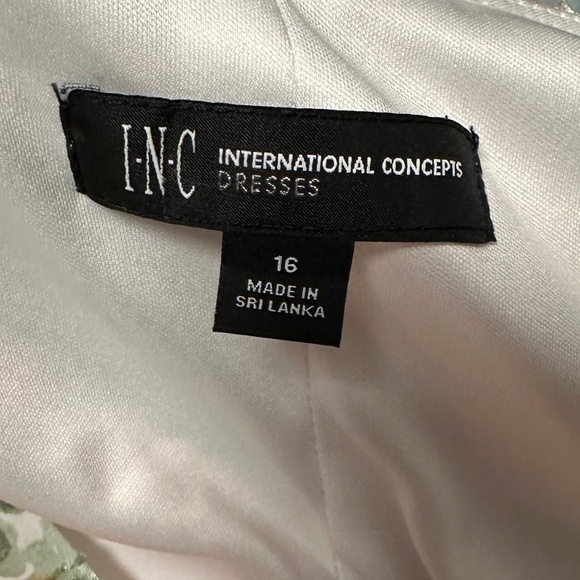 I·N·C INTERNATIONAL CONCEPTS
DRESSES
16
MADE IN
SRI LANKA